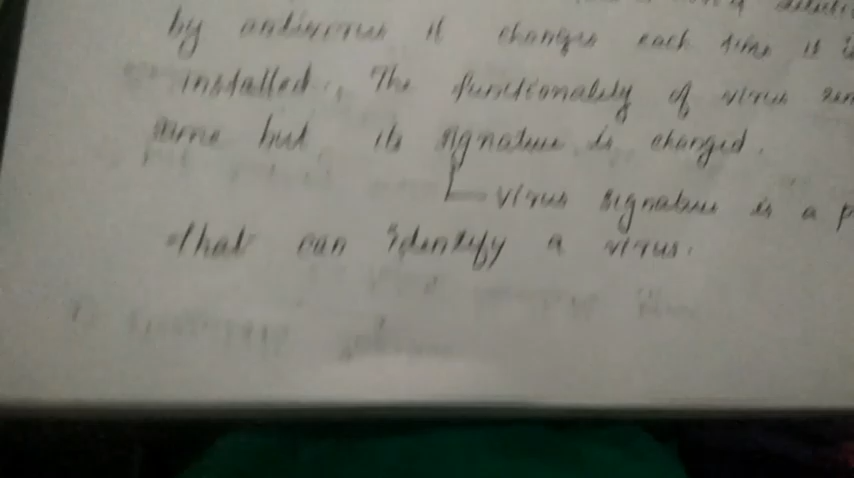 by antivirus it changes each time it is
installed. The functionality of virus
same but its signature is changed.
virus signature is a
that can identify a virus.